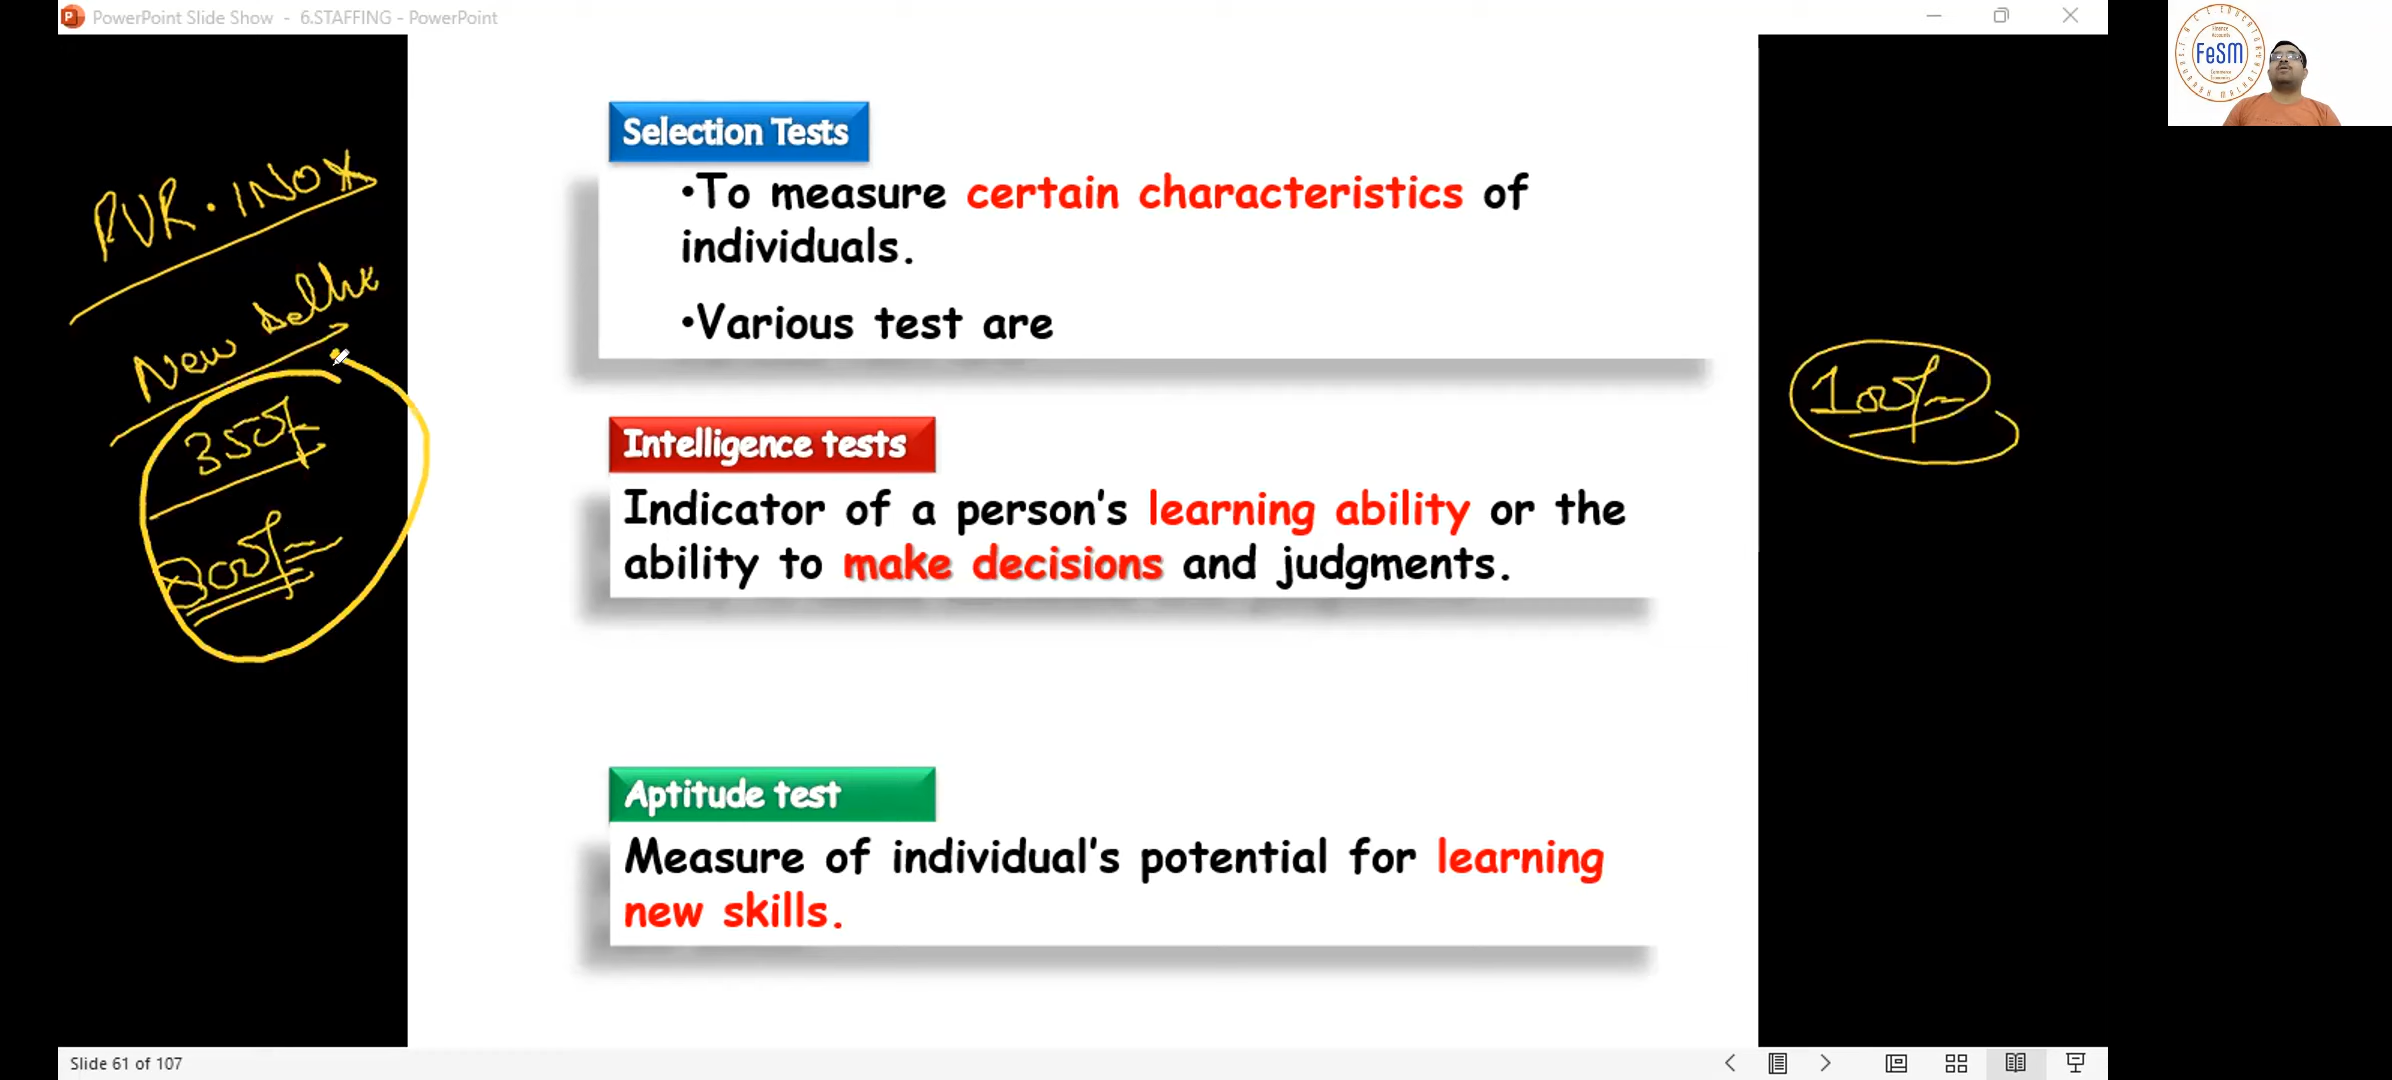 PowerPoint Slide Show - 6.STAFFING - PowerPoint
FeSM
Selection Tests
•To measure certain characteristics of
individuals.
•Various test are
PVR.INOX
New Delhi
350/-
100/-
Intelligence tests
Indicator of a person's learning ability or the
ability to make decisions and judgments.
Aptitude test
Measure of individual's potential for learning
new skills.
Slide 61 of 107